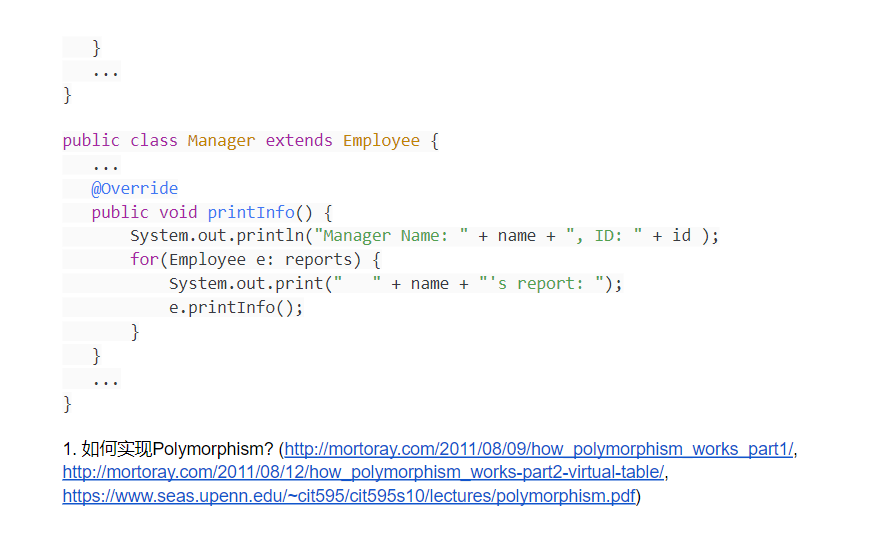 }
...
}
public class Manager extends Employee {
...
@Override
public void printInfo() {
System.out.println("Manager Name: " + name + ", ID: " + id );
for(Employee e: reports) {
System.out.print("   " + name + "'s report: ");
e.printInfo();
}
}
...
}
1. 如何实现Polymorphism? (http://mortoray.com/2011/08/09/how_polymorphism_works_part1/,
http://mortoray.com/2011/08/12/how_polymorphism_works-part2-virtual-table/,
https://www.seas.upenn.edu/~cit595/cit595s10/lectures/polymorphism.pdf)